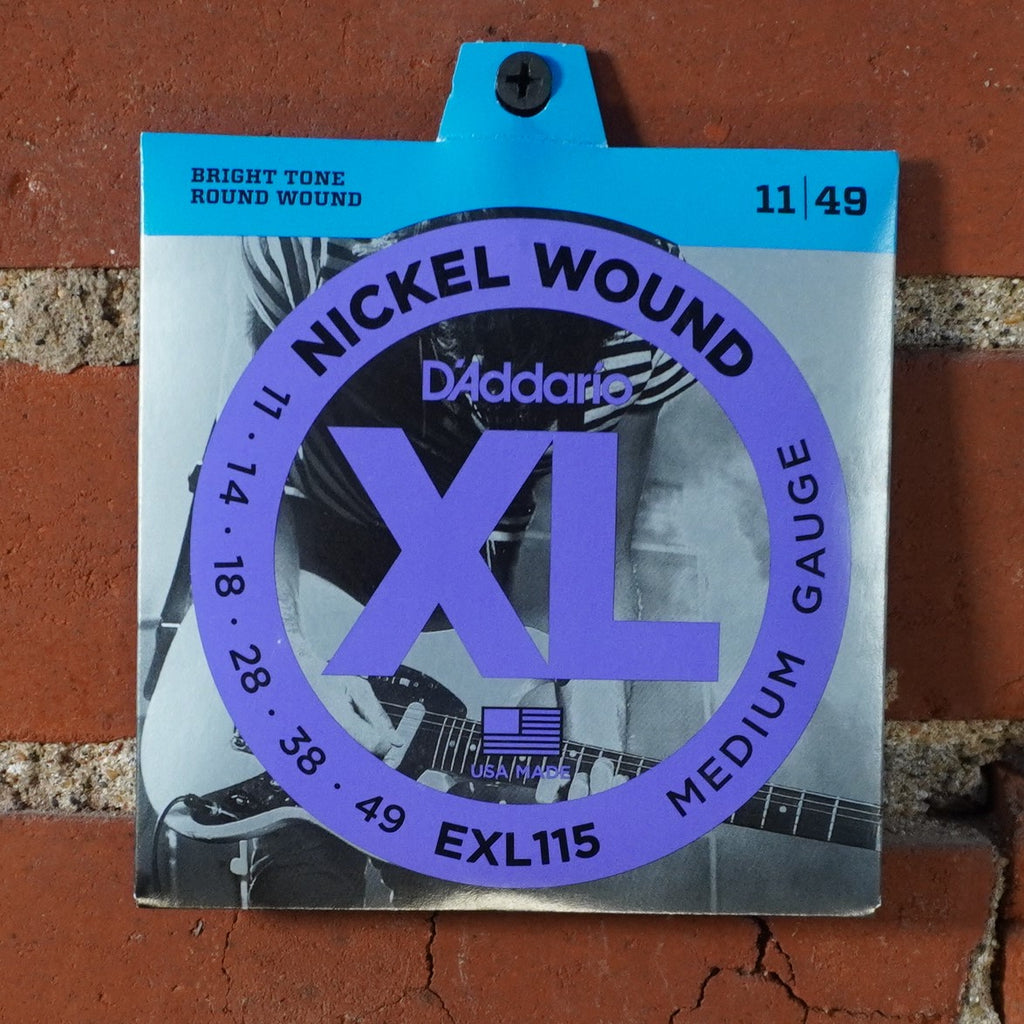 BRIGHT TONE
ROUND WOUND
11|49
NICKEL WOUND
D'Addario
XL
USA MADE
11 · 14 · 18 · 28 · 38 · 49
EXL115
MEDIUM GAUGE